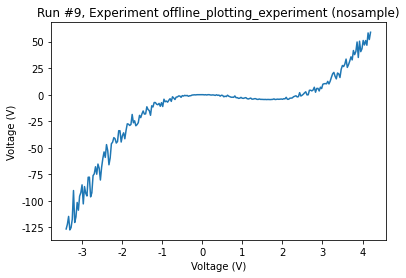 Run #9, Experiment offline_plotting_experiment (nosample)
50
25
0
-25
-50
-75
-100
-125
Voltage (V)
-3 -2 -1 0 1 2 3 4
Voltage (V)